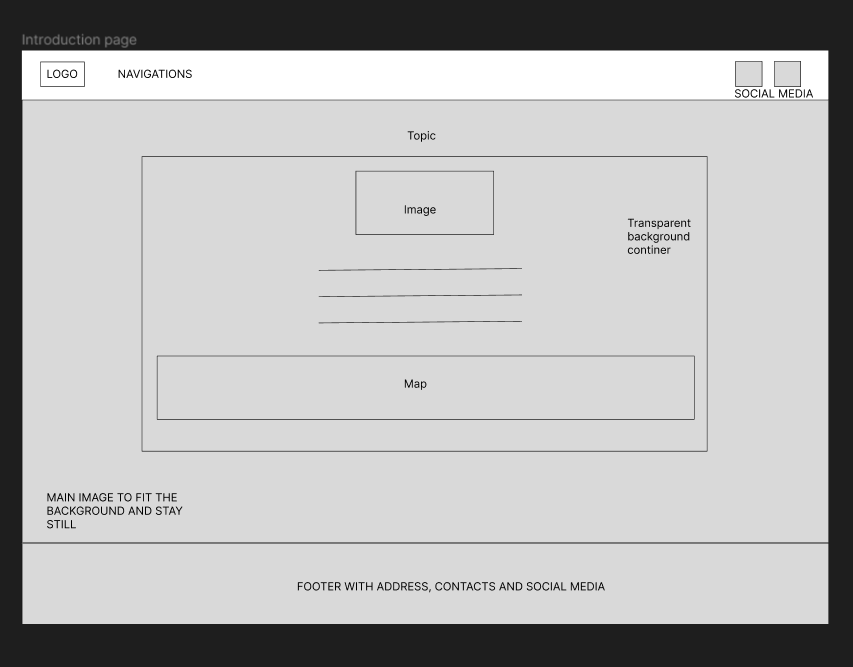 Introduction page
LOGO
NAVIGATIONS
SOCIAL MEDIA
Topic
Image
Transparent
background
continer
Map
MAIN IMAGE TO FIT THE
BACKGROUND AND STAY
STILL
FOOTER WITH ADDRESS, CONTACTS AND SOCIAL MEDIA